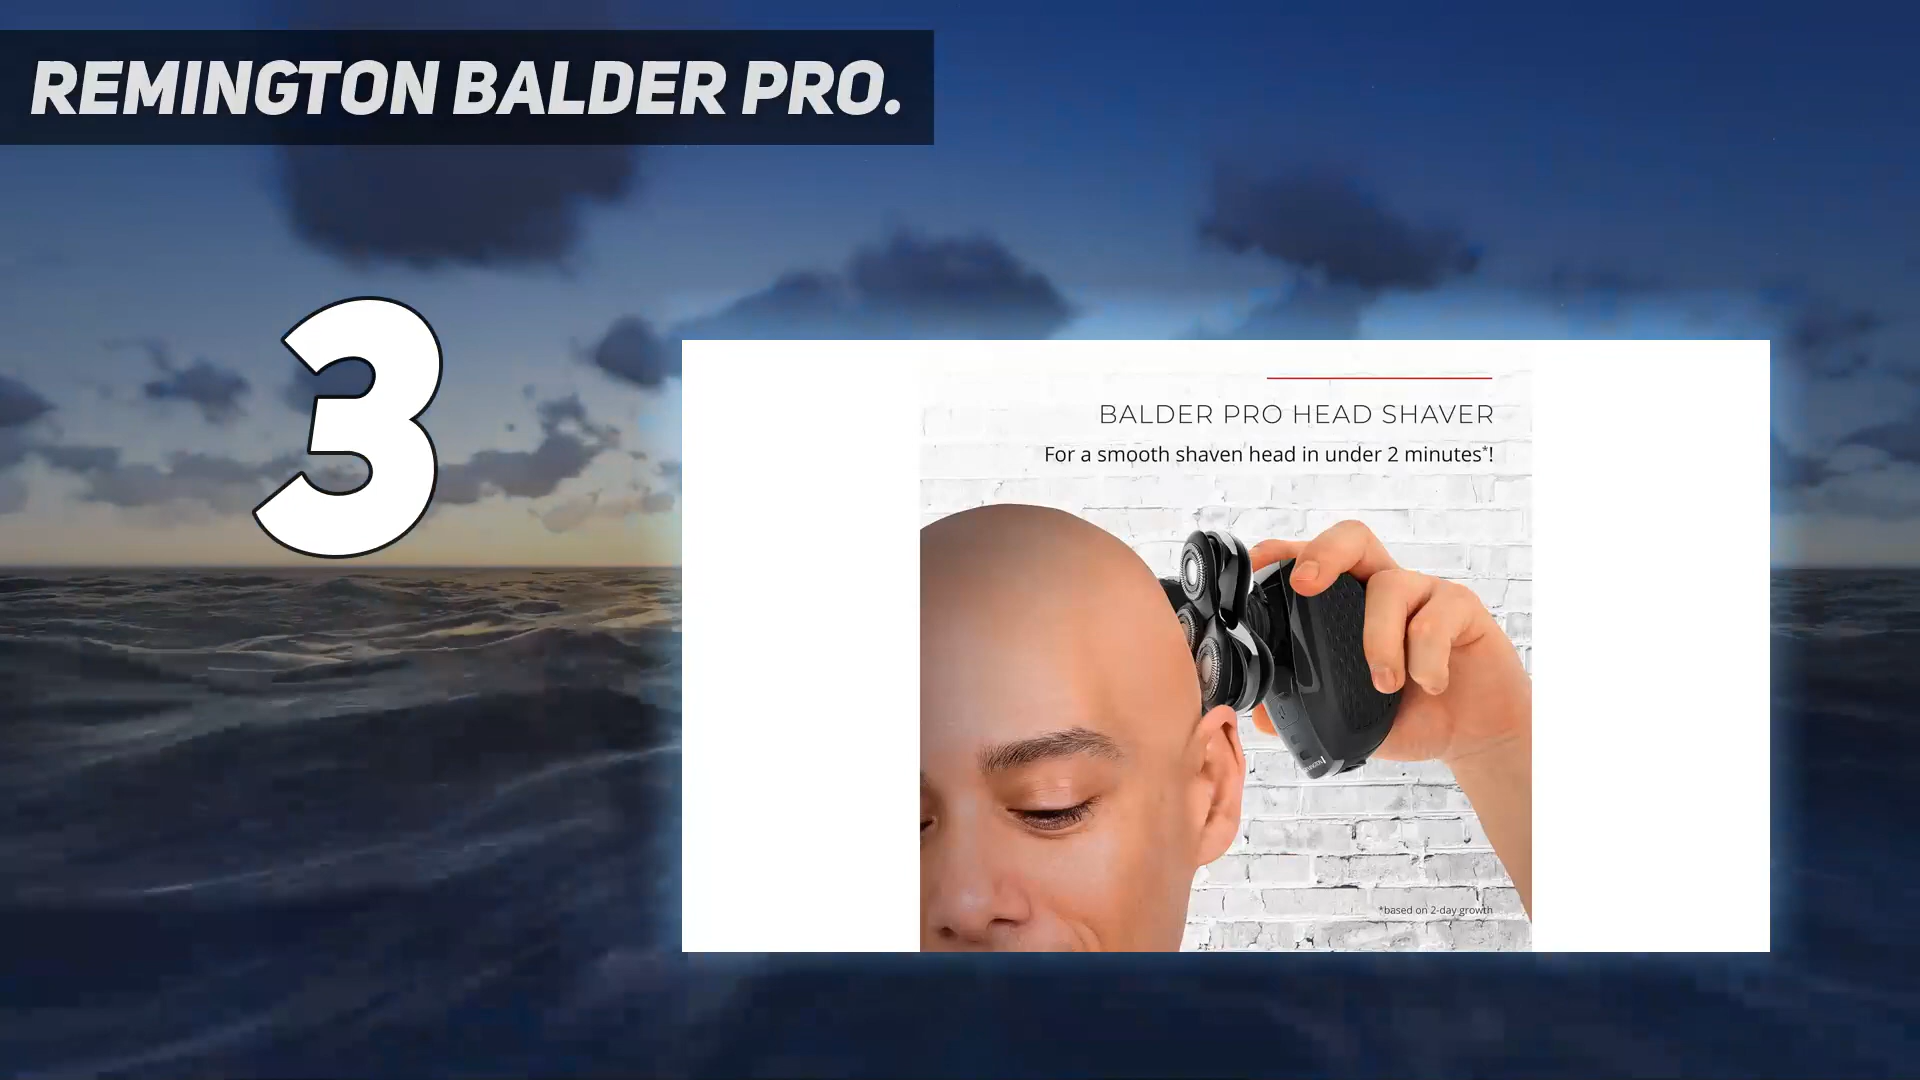 REMINGTON BALDER PRO.
3
BALDER PRO HEAD SHAVER
For a smooth shaven head in under 2 minutes*!
REMINGTON
*based on 2-day growth